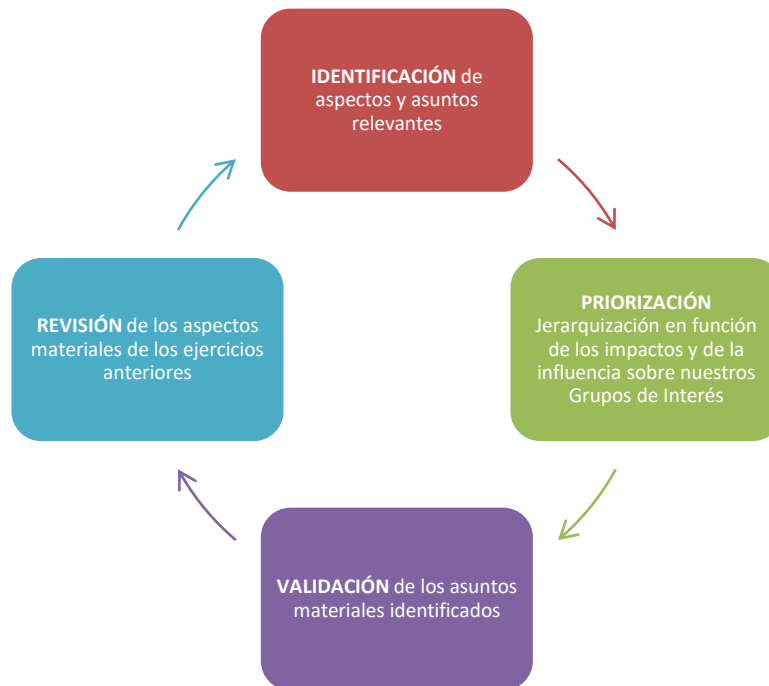 IDENTIFICACIÓN de
aspectos y asuntos
relevantes
PRIORIZACIÓN
Jerarquización en función
de los impactos y de la
influencia sobre nuestros
Grupos de Interés
VALIDACIÓN de los asuntos
materiales identificados
REVISIÓN de los aspectos
materiales de los ejercicios
anteriores